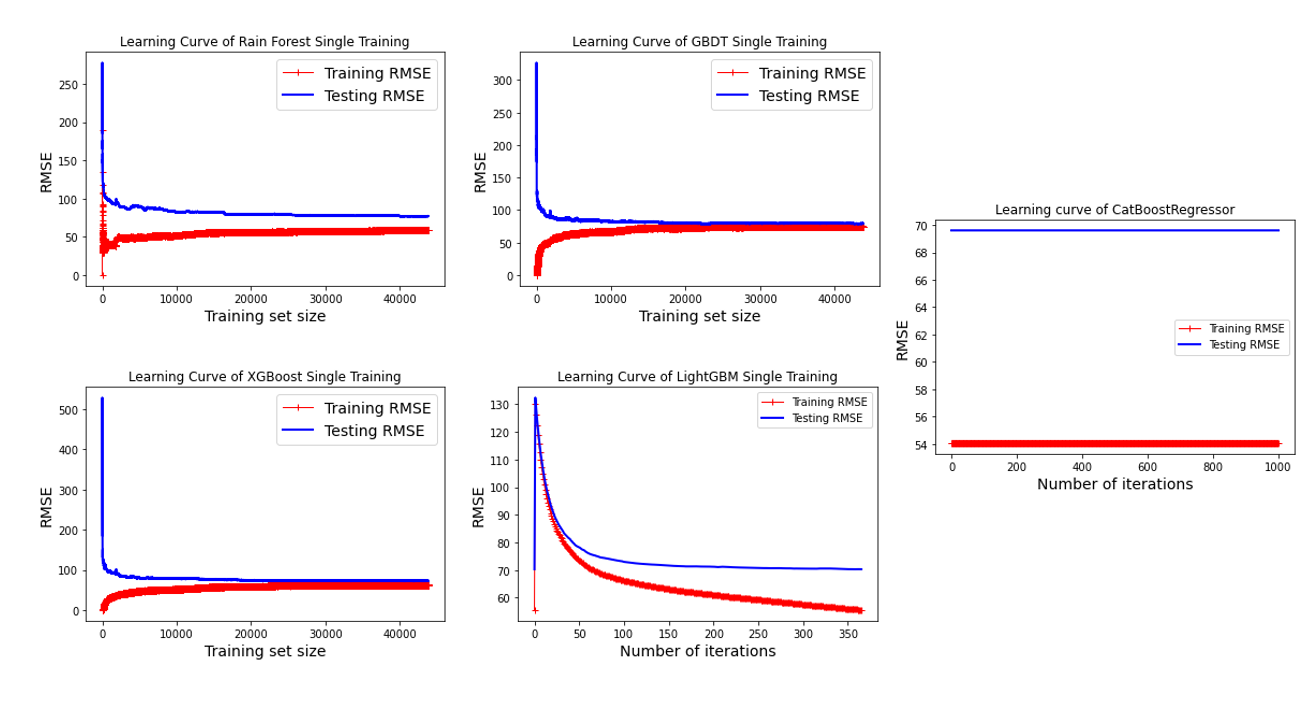 Learning Curve of Rain Forest Single Training
Training RMSE
Testing RMSE
RMSE
250
200
150
100
50
0
0 10000 20000 30000 40000
Training set size
Learning Curve of GBDT Single Training
Training RMSE
Testing RMSE
RMSE
300
250
200
150
100
50
0
0 10000 20000 30000 40000
Training set size
Learning curve of CatBoostRegressor
Training RMSE
Testing RMSE
RMSE
70
68
66
64
62
60
58
56
54
0 200 400 600 800 1000
Number of iterations
Learning Curve of XGBoost Single Training
Training RMSE
Testing RMSE
RMSE
500
400
300
200
100
0
0 10000 20000 30000 40000
Training set size
Learning Curve of LightGBM Single Training
Training RMSE
Testing RMSE
RMSE
130
120
110
100
90
80
70
60
0 50 100 150 200 250 300 350
Number of iterations